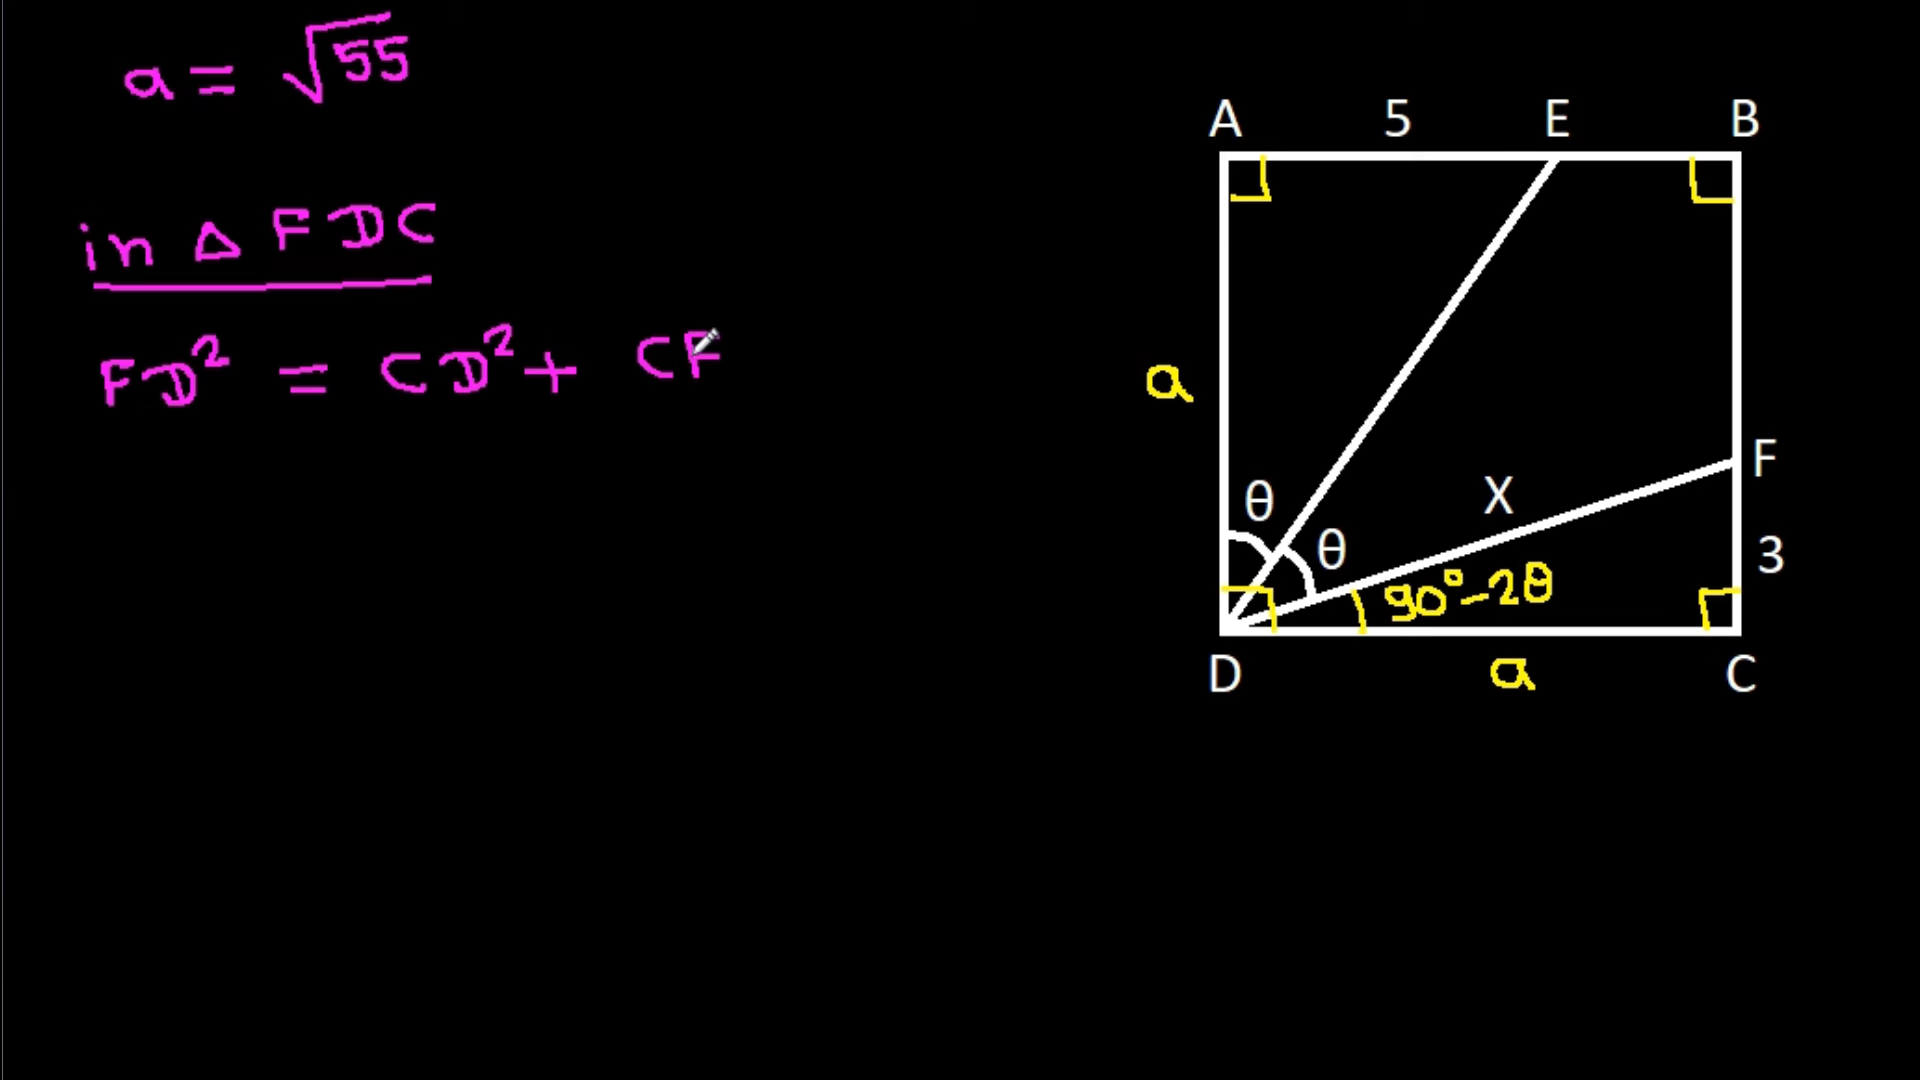 a = √55
in △ FDC
FD² = CD² + CF
A 5 E B
a
F
θ X
θ 3
90°-2θ
D a C